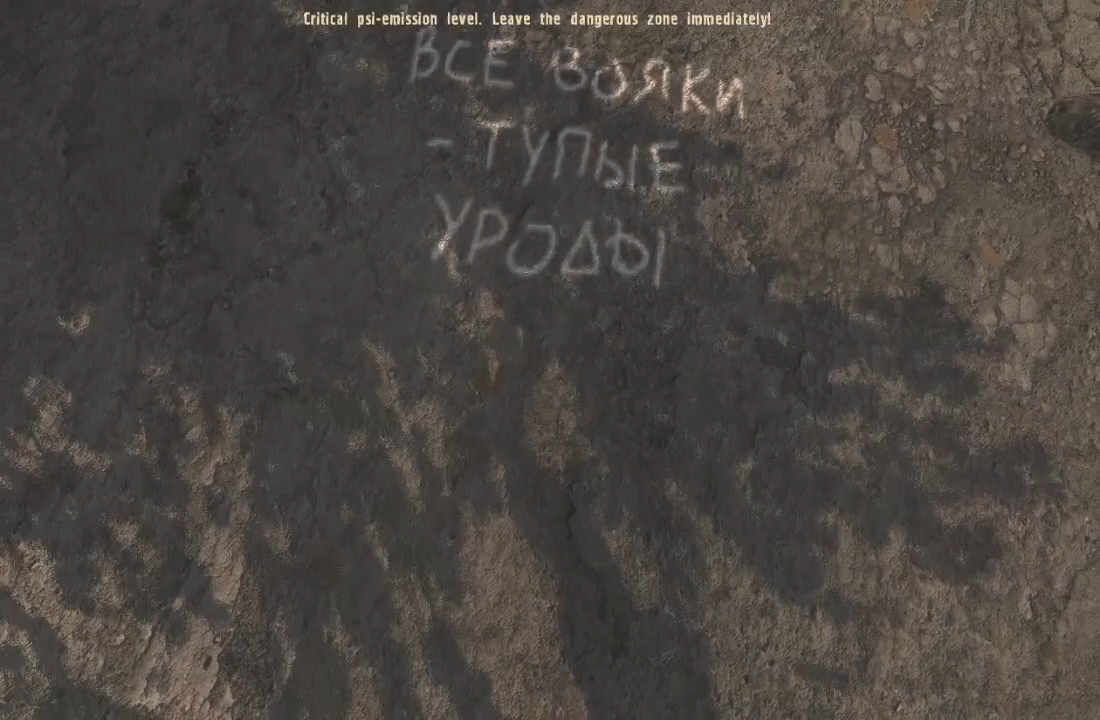 Critical psi-emission level. Leave the dangerous zone immediately!
ВСЕ ВОЯКИ
- ТУПЫЕ
УРОДЫ